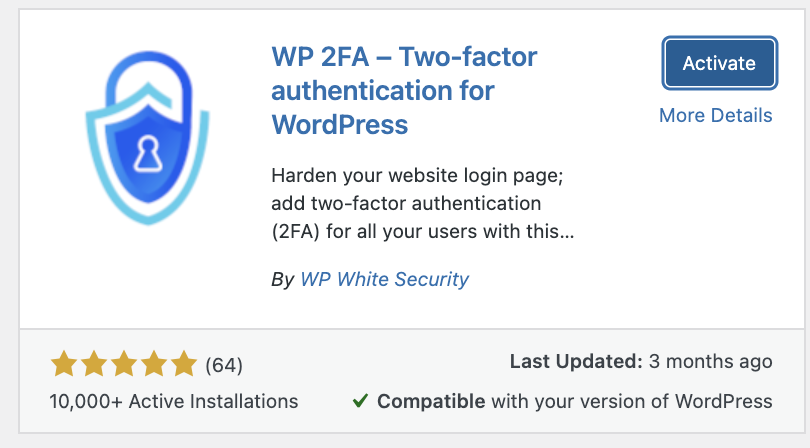 WP 2FA – Two-factor
authentication for
WordPress
Activate
More Details
Harden your website login page;
add two-factor authentication
(2FA) for all your users with this...
By WP White Security
(64)
Last Updated: 3 months ago
10,000+ Active Installations
Compatible with your version of WordPress